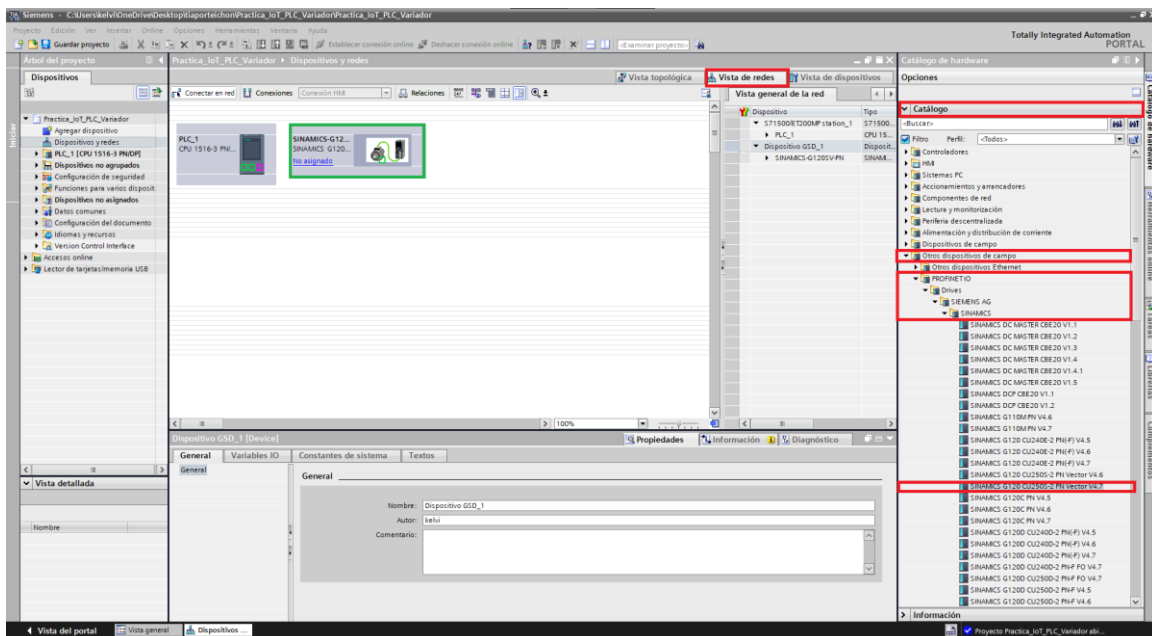 Siemens - C:\Users\kelvi\OneDrive\Desktop\tiaporteichon\Practica_IoT_PLC_Variador\Practica_IoT_PLC_Variador
Proyecto Edición Ver Insertar Online Opciones Herramientas Ventana Ayuda
Totally Integrated Automation
PORTAL
Guardar proyecto
Establecer conexión online
Deshacer conexión online
<Examinar proyecto>
Árbol del proyecto
Practica_IoT_PLC_Variador
Dispositivos y redes
Catálogo de hardware
Dispositivos
Vista topológica
Vista de redes
Vista de dispositivos
Opciones
Conectar en red
Conexiones
Conexión HMI
Relaciones
Vista general de la red
Practica_IoT_PLC_Variador
Agregar dispositivo
Dispositivos y redes
PLC_1 [CPU 1516-3 PN/DP]
Dispositivos no agrupados
Configuración de seguridad
Funciones para varios disposit
Dispositivos no asignados
Datos comunes
Configuración del documento
Idiomas y recursos
Version Control Interface
Accesos online
Lector de tarjetas/memoria USB
Vista detallada
Nombre
Iniciar
PLC_1
CPU 1516-3 PN/...
SINAMICS-G12...
SINAMICS G120...
No asignado
100%
Dispositivo
Tipo
S71500/ET200MP station_1
S71500...
PLC_1
CPU 15...
Dispositivo GSD_1
Disposit...
SINAMICS-G120SV-PN
SINAMI...
Catálogo
<Buscar>
Filtro
Perfil:
<Todos>
Controladores
HMI
Sistemas PC
Accionamientos y arrancadores
Componentes de red
Lectura y monitorización
Periferia descentralizada
Alimentación y distribución de corriente
Dispositivos de campo
Otros dispositivos de campo
Otros dispositivos Ethernet
PROFINET IO
Drives
SIEMENS AG
SINAMICS
SINAMICS DC MASTER CBE20 V1.1
SINAMICS DC MASTER CBE20 V1.2
SINAMICS DC MASTER CBE20 V1.3
SINAMICS DC MASTER CBE20 V1.4
SINAMICS DC MASTER CBE20 V1.4.1
SINAMICS DC MASTER CBE20 V1.5
SINAMICS DCP CBE20 V1.1
SINAMICS DCP CBE20 V1.2
SINAMICS G110M PN V4.6
SINAMICS G110M PN V4.7
SINAMICS G120 CU240E-2 PN(-F) V4.5
SINAMICS G120 CU240E-2 PN(-F) V4.6
SINAMICS G120 CU240E-2 PN(-F) V4.7
SINAMICS G120 CU250S-2 PN Vector V4.6
SINAMICS G120 CU250S-2 PN Vector V4.7
SINAMICS G120C PN V4.5
SINAMICS G120C PN V4.6
SINAMICS G120C PN V4.7
SINAMICS G120D CU240D-2 PN(-F) V4.5
SINAMICS G120D CU240D-2 PN(-F) V4.6
SINAMICS G120D CU240D-2 PN(-F) V4.7
SINAMICS G120D CU240D-2 PN-F FO V4.7
SINAMICS G120D CU250D-2 PN-F FO V4.7
SINAMICS G120D CU250D-2 PN-F V4.5
SINAMICS G120D CU250D-2 PN-F V4.6
Información
Catálogo de hardware
Herramientas online
Tareas
Librerías
Complementos
Dispositivo GSD_1 [Device]
Propiedades
Información
Diagnóstico
General
Variables IO
Constantes de sistema
Textos
General
General
Nombre:
Dispositivo GSD_1
Autor:
kelvi
Comentario:
Vista del portal
Vista general
Dispositivos ...
Proyecto Practica_IoT_PLC_Variador abi...